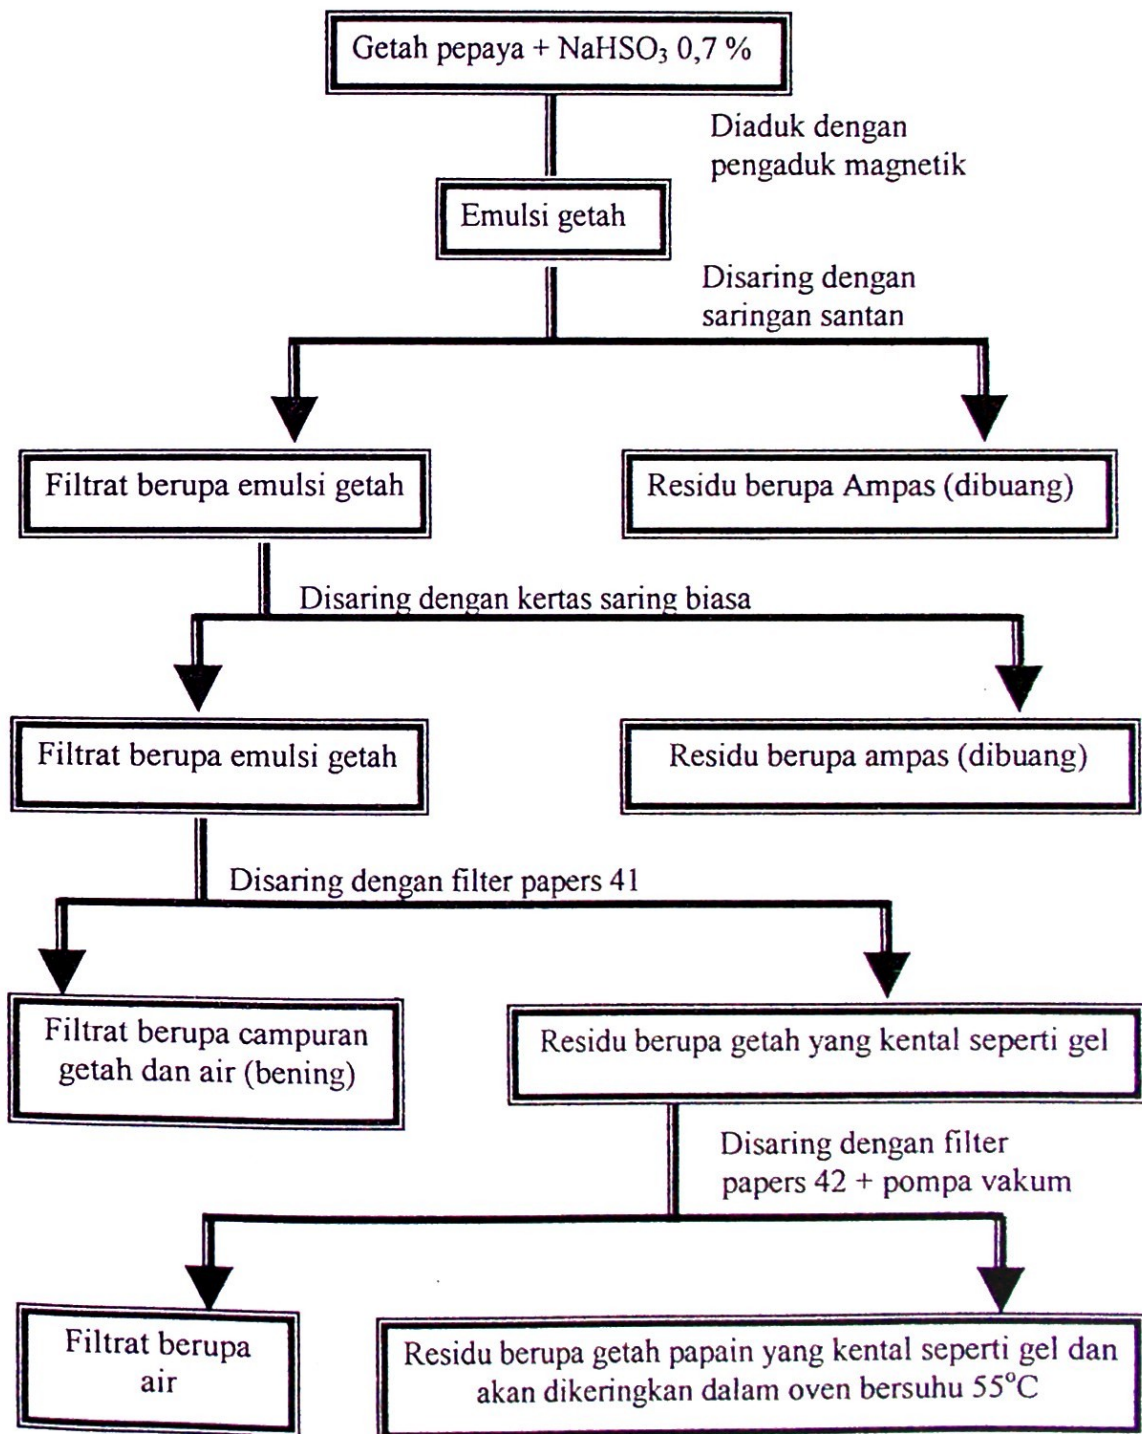 Getah pepaya + NaHSO₃ 0,7 %
Diaduk dengan
pengaduk magnetik
Emulsi getah
Disaring dengan
saringan santan
Filtrat berupa emulsi getah
Residu berupa Ampas (dibuang)
Disaring dengan kertas saring biasa
Filtrat berupa emulsi getah
Residu berupa ampas (dibuang)
Disaring dengan filter papers 41
Filtrat berupa campuran
getah dan air (bening)
Residu berupa getah yang kental seperti gel
Disaring dengan filter
papers 42 + pompa vakum
Filtrat berupa
air
Residu berupa getah papain yang kental seperti gel dan
akan dikeringkan dalam oven bersuhu 55°C